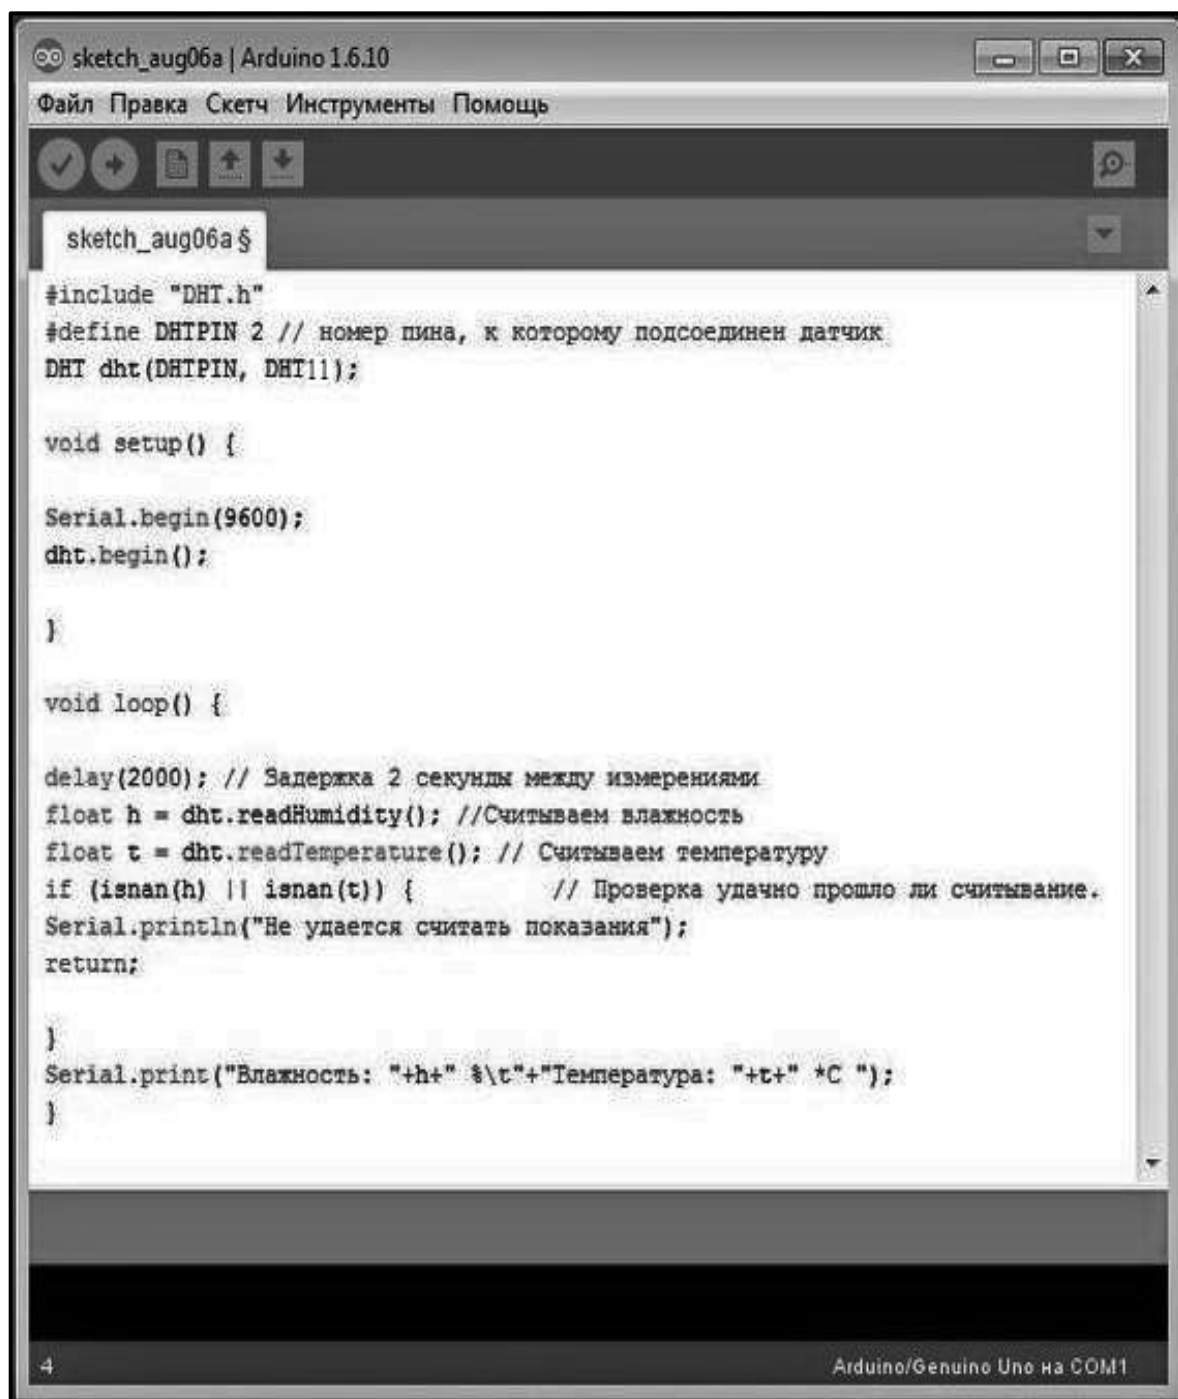 sketch_aug06a | Arduino 1.6.10
Файл Правка Скетч Инструменты Помощь
sketch_aug06a §
#include "DHT.h"
#define DHTPIN 2 // номер пина, к которому подсоединен датчик
DHT dht(DHTPIN, DHT11);
void setup() {
Serial.begin(9600);
dht.begin();
}
void loop() {
delay(2000); // Задержка 2 секунды между измерениями
float h = dht.readHumidity(); //Считываем влажность
float t = dht.readTemperature(); // Считываем температуру
if (isnan(h) || isnan(t)) { // Проверка удачно прошло ли считывание.
Serial.println("Не удается считать показания");
return;
}
Serial.print("Влажность: "+h+" %\t"+"Температура: "+t+" *C ");
}
4
Arduino/Genuino Uno на COM1